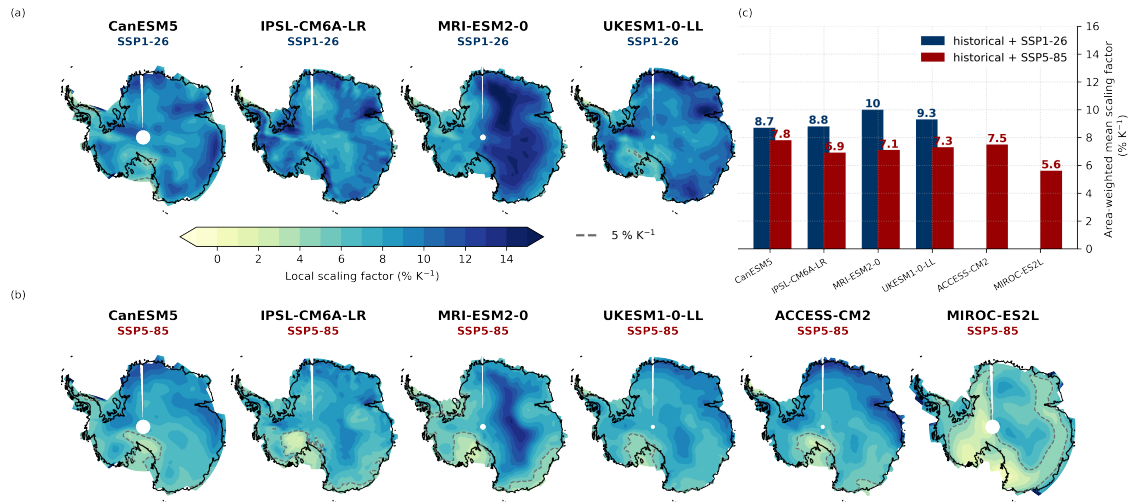 (a)
CanESM5
SSP1-26
IPSL-CM6A-LR
SSP1-26
MRI-ESM2-0
SSP1-26
UKESM1-0-LL
SSP1-26
0 2 4 6 8 10 12 14
Local scaling factor (% K⁻¹)
5 % K⁻¹
(c)
historical + SSP1-26
historical + SSP5-85
8.7 7.8 8.8 6.9 10 7.1 9.3 7.3 7.5 5.6
16
14
12
10
8
6
4
2
0
Area-weighted mean scaling factor
(% K⁻¹)
CanESM5
IPSL-CM6A-LR
MRI-ESM2-0
UKESM1-0-LL
ACCESS-CM2
MIROC-ES2L
(b)
CanESM5
SSP5-85
IPSL-CM6A-LR
SSP5-85
MRI-ESM2-0
SSP5-85
UKESM1-0-LL
SSP5-85
ACCESS-CM2
SSP5-85
MIROC-ES2L
SSP5-85